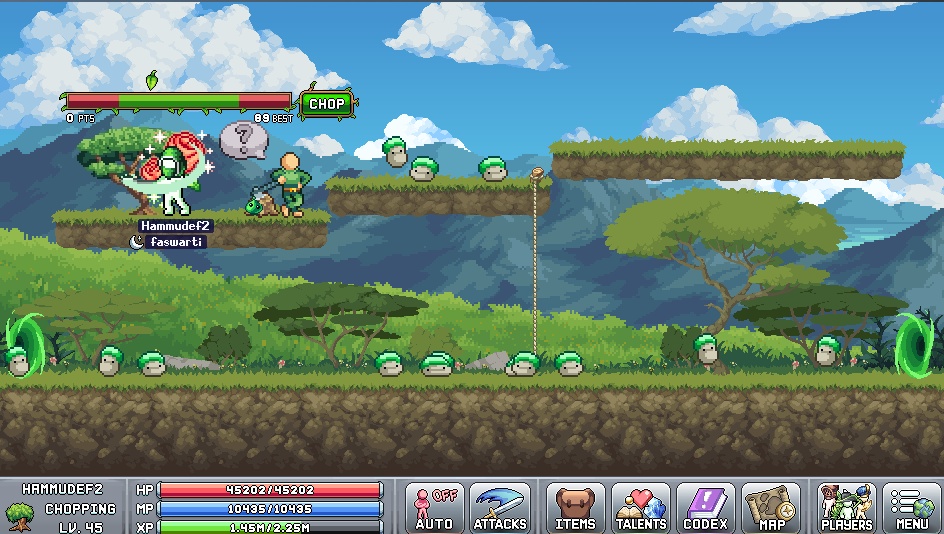 CHOP
0 PTS
89 BEST
?
Hammudef2
faswarti
HAMMUDEF2
CHOPPING
LV. 45
HP 45202/45202
MP 10435/10435
XP 1.45M/2.25M
OFF
AUTO
ATTACKS
ITEMS
TALENTS
CODEX
MAP
PLAYERS
MENU